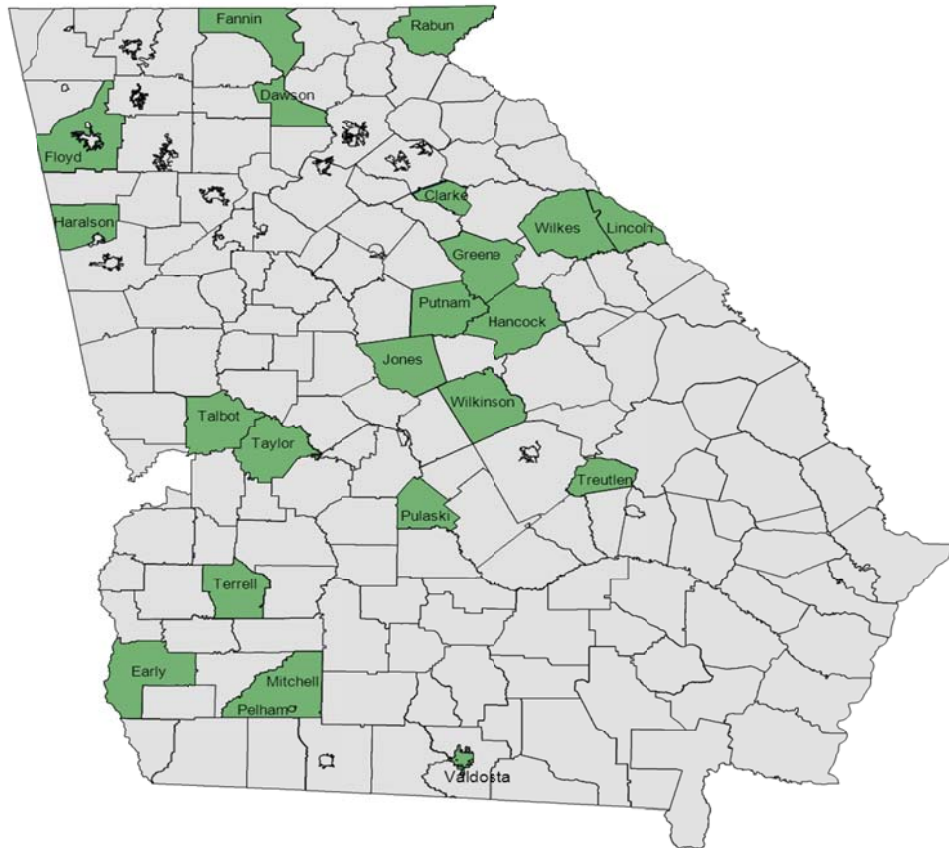 Fannin
Rabun
Dawson
Floyd
Clarke
Haralson
Wilkes
Lincoln
Greene
Putnam
Hancock
Jones
Wilkinson
Talbot
Taylor
Treutlen
Pulaski
Terrell
Early
Mitchell
Pelham
Valdosta